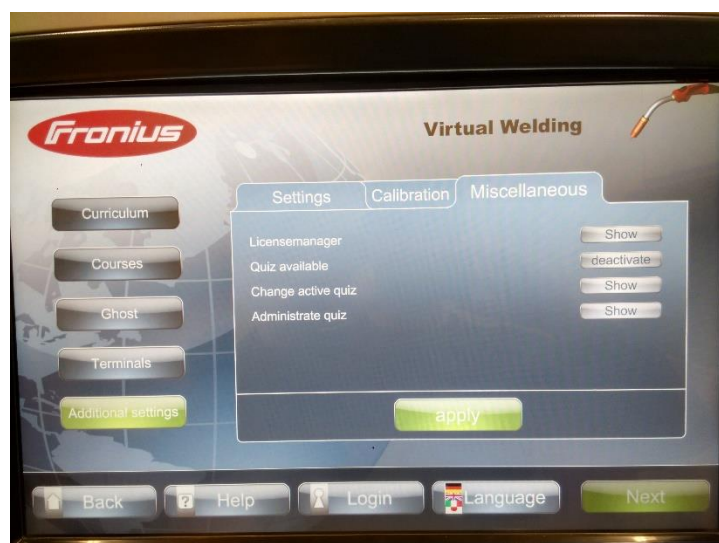 Fronius
Virtual Welding
Curriculum
Courses
Ghost
Terminals
Additional settings
Settings Calibration Miscellaneous
Licensemanager Show
Quiz available deactivate
Change active quiz Show
Administrate quiz Show
apply
Back ? Help Login Language Next